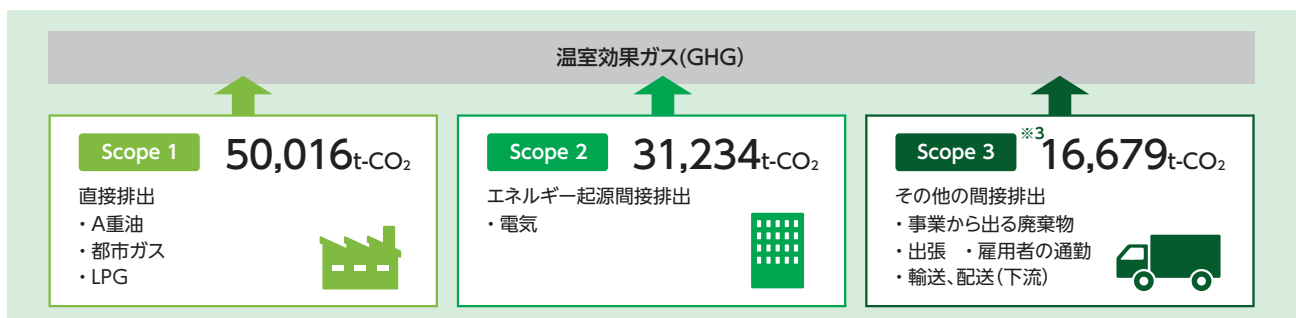 温室効果ガス(GHG)
Scope 1 50,016t-CO₂
直接排出
・A重油
・都市ガス
・LPG
Scope 2 31,234t-CO₂
エネルギー起源間接排出
・電気
Scope 3 ※3 16,679t-CO₂
その他の間接排出
・事業から出る廃棄物
・出張 ・雇用者の通勤
・輸送、配送(下流)